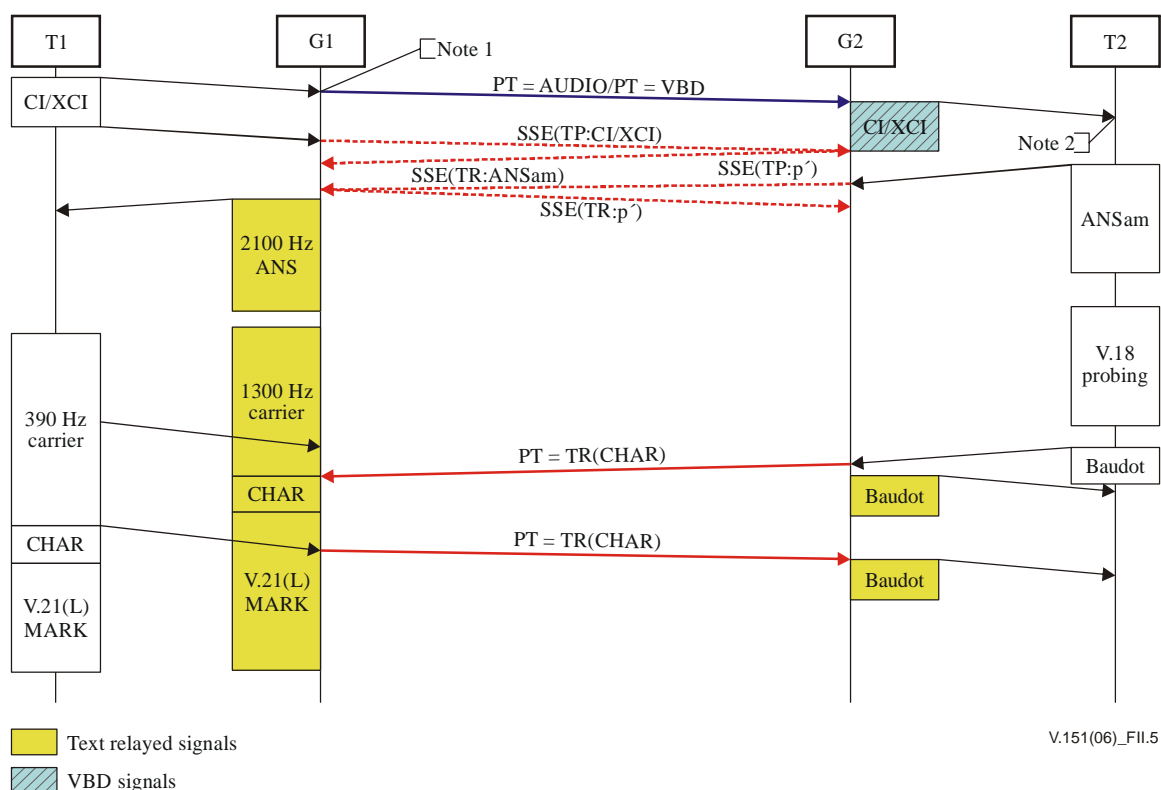 T1
G1
G2
T2
Note 1
PT = AUDIO/PT = VBD
CI/XCI
CI/XCI
SSE(TP:CI/XCI)
Note 2
SSE(TR:ANSam)
SSE(TP:p´)
SSE(TR:p´)
2100 Hz
ANS
ANSam
V.18
probing
1300 Hz
carrier
390 Hz
carrier
PT = TR(CHAR)
Baudot
CHAR
Baudot
PT = TR(CHAR)
CHAR
V.21(L)
MARK
Baudot
V.21(L)
MARK
Text relayed signals
V.151(06)_FII.5
VBD signals